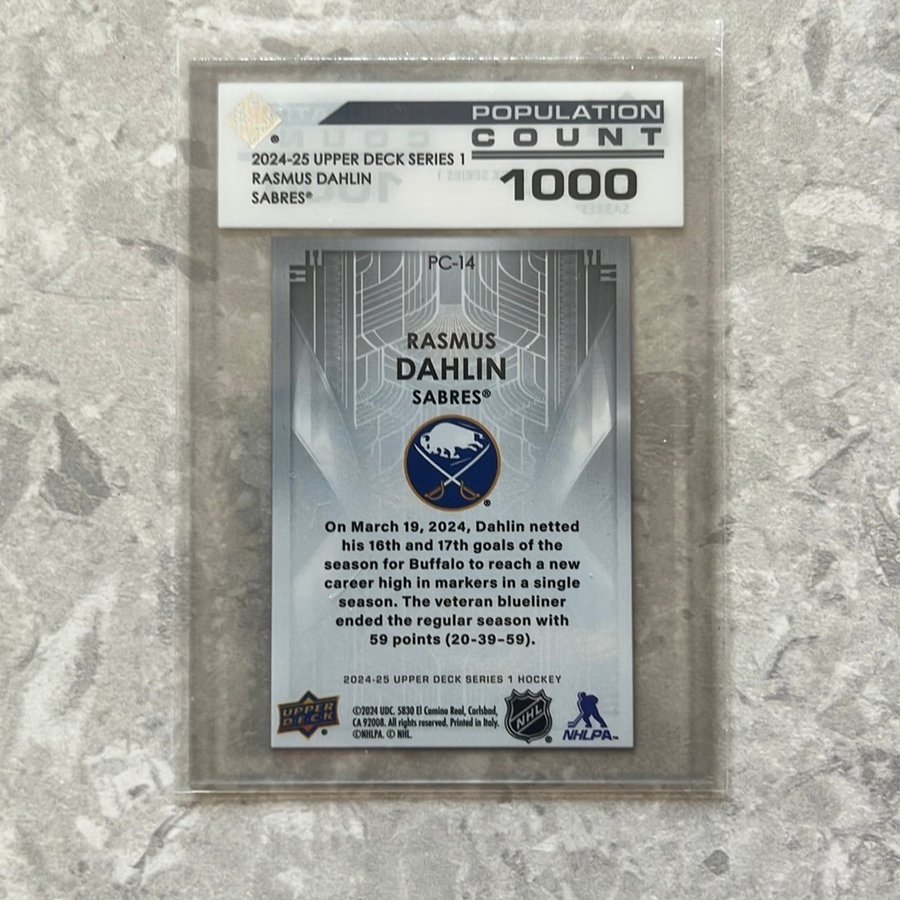 POPULATION
COUNT
1000
®
2024-25 UPPER DECK SERIES 1
RASMUS DAHLIN
SABRES®
PC-14
RASMUS
DAHLIN
SABRES®
®
On March 19, 2024, Dahlin netted
his 16th and 17th goals of the
season for Buffalo to reach a new
career high in markers in a single
season. The veteran blueliner
ended the regular season with
59 points (20-39-59).
2024-25 UPPER DECK SERIES 1 HOCKEY
UPPER
DECK®
©2024 UDC. 5830 El Camino Real, Carlsbad,
CA 92008. All rights reserved. Printed in Italy.
©NHLPA. © NHL.
NHL®
NHLPA™